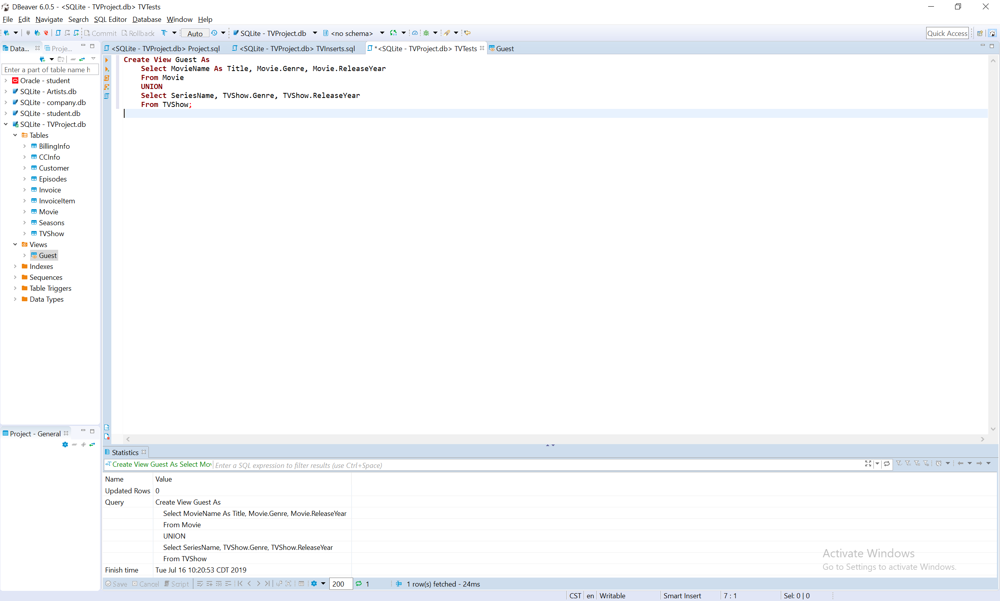 DBeaver 6.0.5 - <SQLite - TVProject.db> TVTests
File Edit Navigate Search SQL Editor Database Window Help
Commit Rollback Auto SQLite - TVProject.db <no schema> Quick Access
Data... Proje...
<SQLite - TVProject.db> Project.sql <SQLite - TVProject.db> TVInserts.sql *<SQLite - TVProject.db> TVTests Guest
Enter a part of table name h
Oracle - student
SQLite - Artists.db
SQLite - company.db
SQLite - student.db
SQLite - TVProject.db
Tables
BillingInfo
CCInfo
Customer
Episodes
Invoice
InvoiceItem
Movie
Seasons
TVShow
Views
Guest
Indexes
Sequences
Table Triggers
Data Types
Create View Guest As
Select MovieName As Title, Movie.Genre, Movie.ReleaseYear
From Movie
UNION
Select SeriesName, TVShow.Genre, TVShow.ReleaseYear
From TVShow;
Project - General
Statistics
Create View Guest As Select Mov Enter a SQL expression to filter results (use Ctrl+Space)
Name Value
Updated Rows 0
Query Create View Guest As
Select MovieName As Title, Movie.Genre, Movie.ReleaseYear
From Movie
UNION
Select SeriesName, TVShow.Genre, TVShow.ReleaseYear
From TVShow
Finish time Tue Jul 16 10:20:53 CDT 2019
Activate Windows
Go to Settings to activate Windows.
Save Cancel Script 200 1 1 row(s) fetched - 24ms
CST en Writable Smart Insert 7 : 1 Sel: 0 | 0